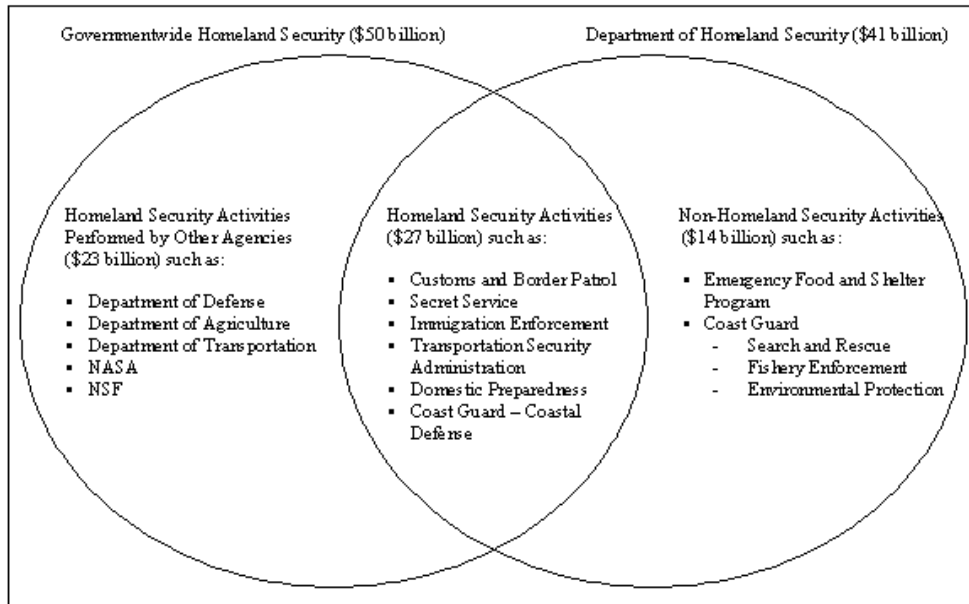 Governmentwide Homeland Security ($50 billion)
Department of Homeland Security ($41 billion)
Homeland Security Activities
Performed by Other Agencies
($23 billion) such as:
▪ Department of Defense
▪ Department of Agriculture
▪ Department of Transportation
▪ NASA
▪ NSF
Homeland Security Activities
($27 billion) such as:
▪ Customs and Border Patrol
▪ Secret Service
▪ Immigration Enforcement
▪ Transportation Security
Administration
▪ Domestic Preparedness
▪ Coast Guard – Coastal
Defense
Non-Homeland Security Activities
($14 billion) such as:
▪ Emergency Food and Shelter
Program
▪ Coast Guard
- Search and Rescue
- Fishery Enforcement
- Environmental Protection